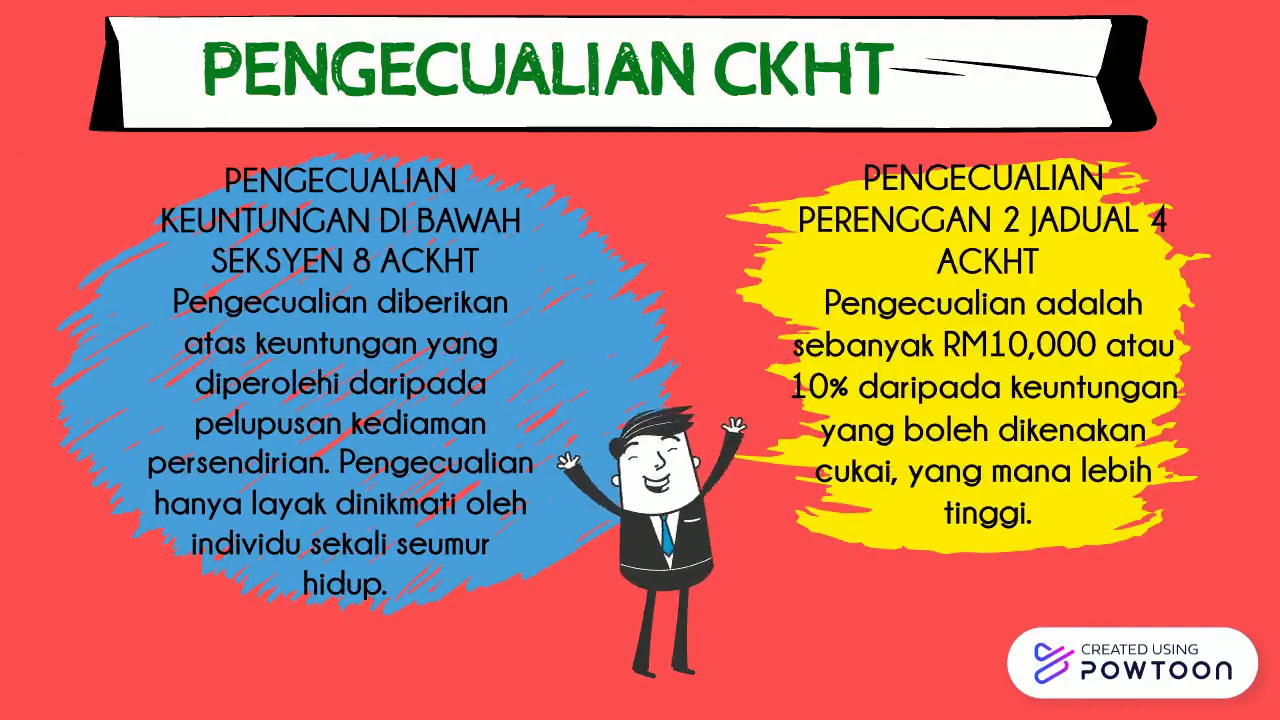 PENGECUALIAN CKHT
PENGECUALIAN
KEUNTUNGAN DI BAWAH
SEKSYEN 8 ACKHT
Pengecualian diberikan
atas keuntungan yang
diperolehi daripada
pelupusan kediaman
persendirian. Pengecualian
hanya layak dinikmati oleh
individu sekali seumur
hidup.
PENGECUALIAN
PERENGGAN 2 JADUAL 4
ACKHT
Pengecualian adalah
sebanyak RM10,000 atau
10% daripada keuntungan
yang boleh dikenakan
cukai, yang mana lebih
tinggi.
CREATED USING
POWTOON